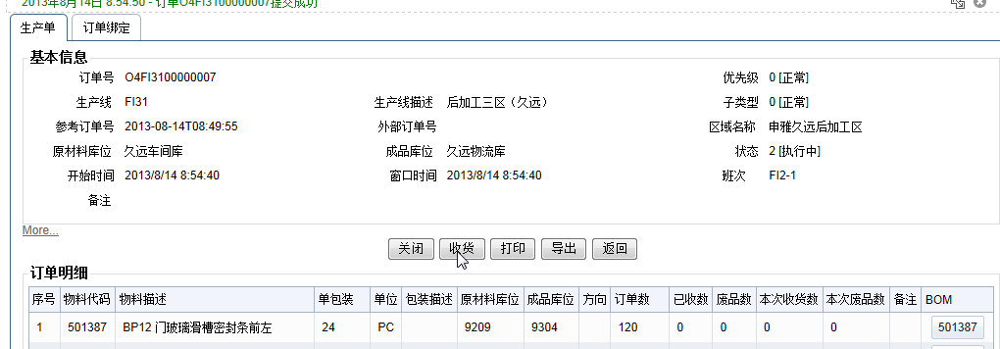 2013年8月14日 8:54:50 - 订单O4FI3100000007提交成功
生产单 订单绑定
基本信息
订单号 O4FI3100000007 优先级 0 [正常]
生产线 FI31 生产线描述 后加工三区（久远） 子类型 0 [正常]
参考订单号 2013-08-14T08:49:55 外部订单号 区域名称 申雅久远后加工区
原材料库位 久远车间库 成品库位 久远物流库 状态 2 [执行中]
开始时间 2013/8/14 8:54:40 窗口时间 2013/8/14 8:54:40 班次 FI2-1
备注
More...
关闭 收货 打印 导出 返回
订单明细
序号 物料代码 物料描述 单包装 单位 包装描述 原材料库位 成品库位 方向 订单数 已收数 废品数 本次收货数 本次废品数 备注 BOM
1 501387 BP12 门玻璃滑槽密封条前左 24 PC 9209 9304 120 0 0 0 0 501387